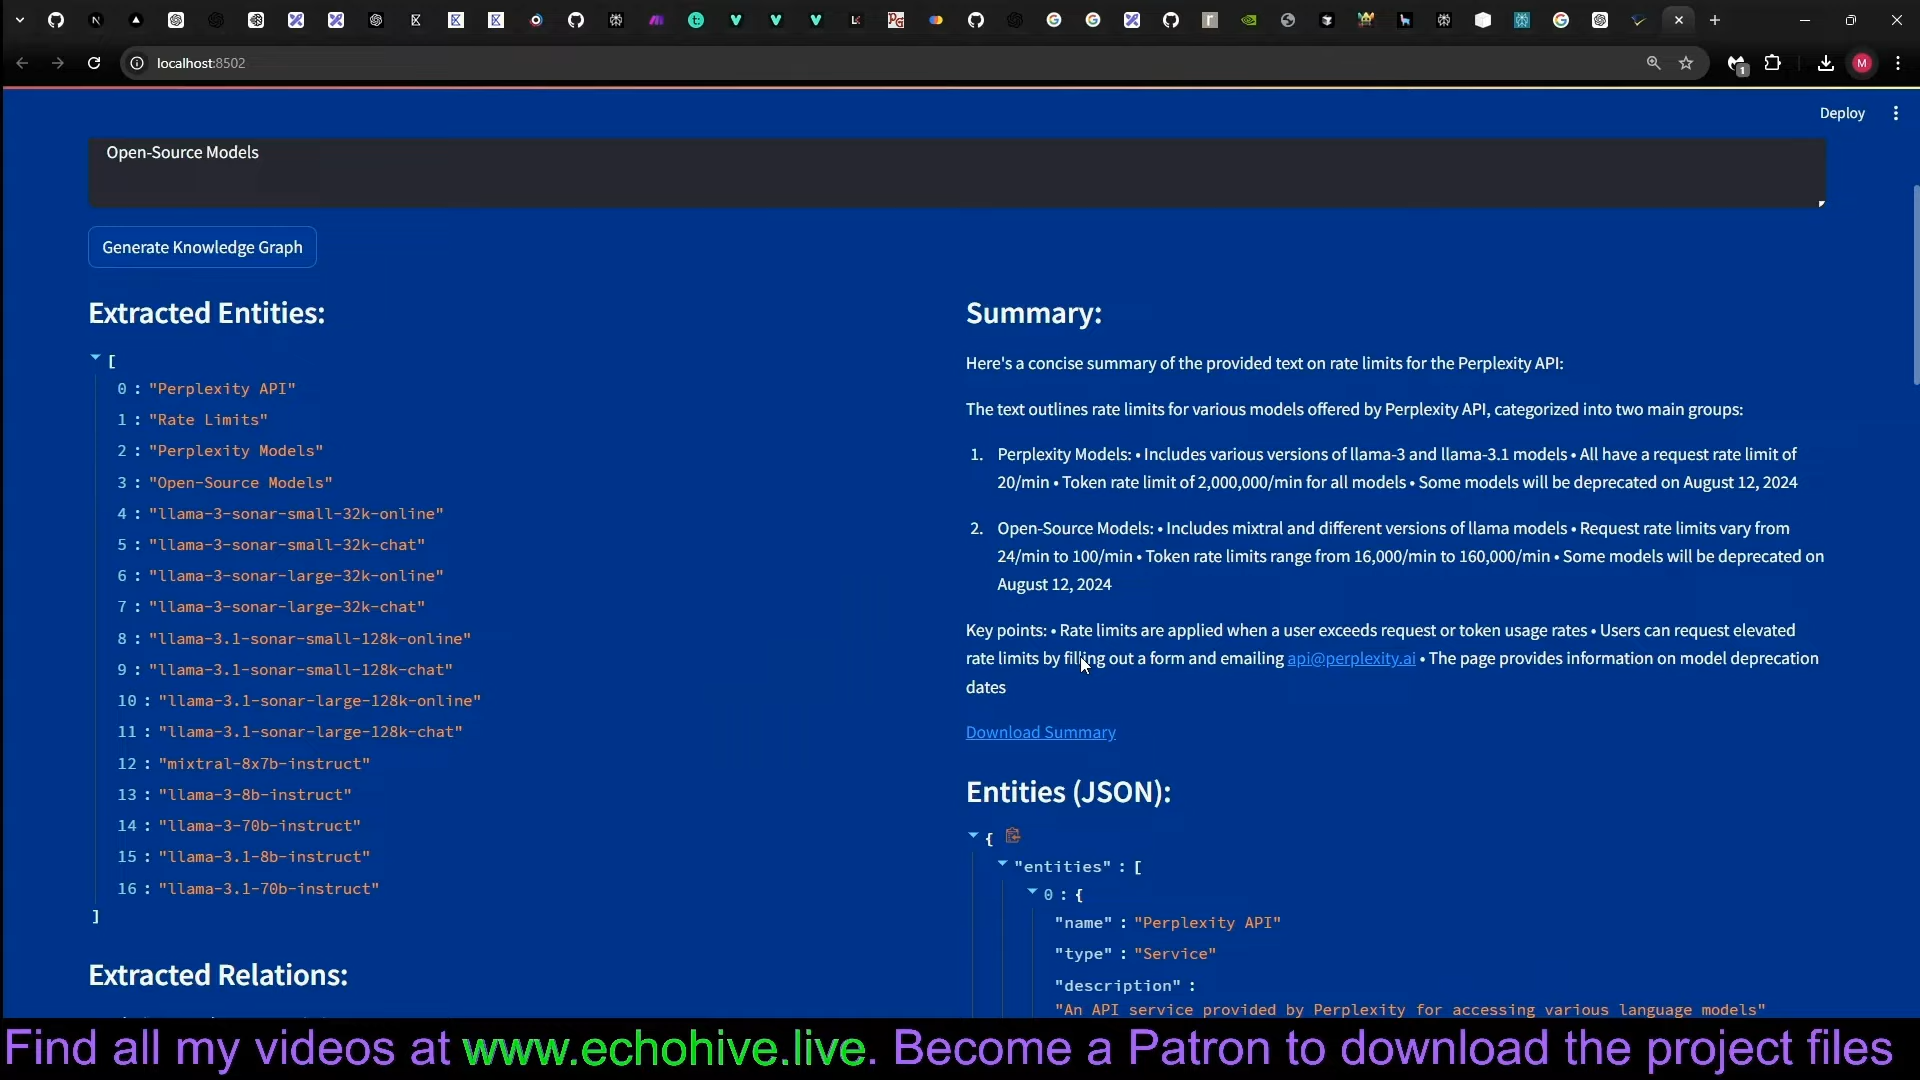 localhost:8502
1
M
Deploy
Open-Source Models
Generate Knowledge Graph
Extracted Entities:
[
0 : "Perplexity API"
1 : "Rate Limits"
2 : "Perplexity Models"
3 : "Open-Source Models"
4 : "llama-3-sonar-small-32k-online"
5 : "llama-3-sonar-small-32k-chat"
6 : "llama-3-sonar-large-32k-online"
7 : "llama-3-sonar-large-32k-chat"
8 : "llama-3.1-sonar-small-128k-online"
9 : "llama-3.1-sonar-small-128k-chat"
10 : "llama-3.1-sonar-large-128k-online"
11 : "llama-3.1-sonar-large-128k-chat"
12 : "mixtral-8x7b-instruct"
13 : "llama-3-8b-instruct"
14 : "llama-3-70b-instruct"
15 : "llama-3.1-8b-instruct"
16 : "llama-3.1-70b-instruct"
]
Extracted Relations:
Summary:
Here's a concise summary of the provided text on rate limits for the Perplexity API:
The text outlines rate limits for various models offered by Perplexity API, categorized into two main groups:
1. Perplexity Models: • Includes various versions of llama-3 and llama-3.1 models • All have a request rate limit of
20/min • Token rate limit of 2,000,000/min for all models • Some models will be deprecated on August 12, 2024
2. Open-Source Models: • Includes mixtral and different versions of llama models • Request rate limits vary from
24/min to 100/min • Token rate limits range from 16,000/min to 160,000/min • Some models will be deprecated on
August 12, 2024
Key points: • Rate limits are applied when a user exceeds request or token usage rates • Users can request elevated
rate limits by filling out a form and emailing api@perplexity.ai • The page provides information on model deprecation
dates
Download Summary
Entities (JSON):
{
"entities" : [
0 : {
"name" : "Perplexity API"
"type" : "Service"
"description" :
"An API service provided by Perplexity for accessing various language models"
Find all my videos at www.echohive.live. Become a Patron to download the project files